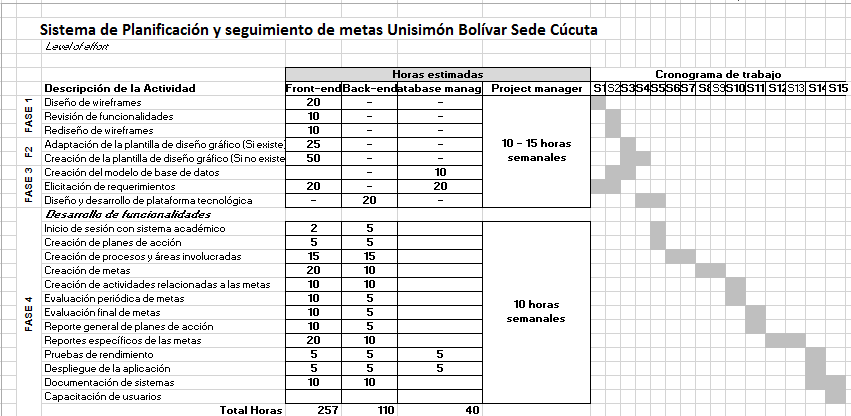 Sistema de Planificación y seguimiento de metas Unisimón Bolívar Sede Cúcuta
Level of effort
Horas estimadas Cronograma de trabajo
Descripción de la Actividad Front-end Back-end atabase manag Project manager S1 S2 S3 S4 S5 S6 S7 S8 S9 S10 S11 S12 S13 S14 S15
FASE 1
Diseño de wireframes 20 - -
Revisión de funcionalidades 10 - -
Rediseño de wireframes 10 - -
F2
Adaptación de la plantilla de diseño gráfico (Si existe) 25 - -
Creación de la plantilla de diseño gráfico (Si no existe 50 - -
10 - 15 horas
semanales
FASE 3
Creación del modelo de base de datos - 10
Elicitación de requerimientos 20 - 20
Diseño y desarrollo de plataforma tecnológica - 20 -
Desarrollo de funcionalidades
FASE 4
Inicio de sesión con sistema académico 2 5
Creación de planes de acción 5 5
Creación de procesos y áreas involucradas 15 15
Creación de metas 20 10
Creación de actividades relacionadas a las metas 10 10
Evaluación periódica de metas 10 5
Evaluación final de metas 10 5
Reporte general de planes de acción 10 5
Reportes específicos de las metas 20 10
Pruebas de rendimiento 5 5 5
Despliegue de la aplicación 5 5 5
Documentación de sistemas 10 10
Capacitación de usuarios
10 horas
semanales
Total Horas 257 110 40